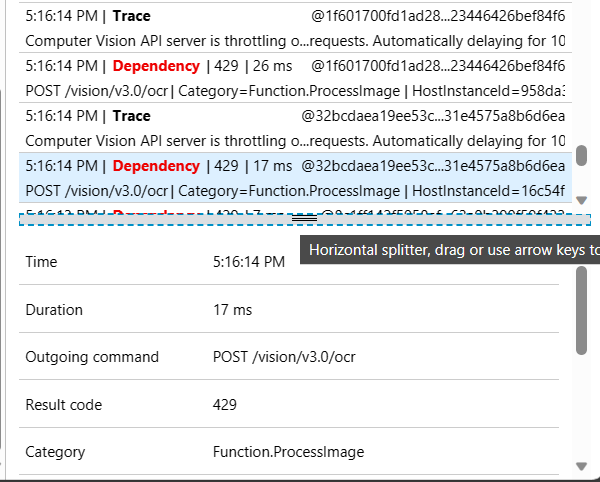 5:16:14 PM | Trace @1f601700fd1ad28...23446426bef84f6
Computer Vision API server is throttling o...requests. Automatically delaying for 10
5:16:14 PM | Dependency | 429 | 26 ms @1f601700fd1ad28...23446426bef84f6
POST /vision/v3.0/ocr| Category=Function.ProcessImage | HostInstanceId=958da3
5:16:14 PM | Trace @32bcdaea19ee53c...31e4575a8b6d6ea
Computer Vision API server is throttling o...requests. Automatically delaying for 10
5:16:14 PM | Dependency | 429 | 17 ms @32bcdaea19ee53c...31e4575a8b6d6ea
POST /vision/v3.0/ocr| Category=Function.ProcessImage | HostInstanceId=16c54f
Horizontal splitter, drag or use arrow keys to
Time 5:16:14 PM
Duration 17 ms
Outgoing command POST /vision/v3.0/ocr
Result code 429
Category Function.ProcessImage